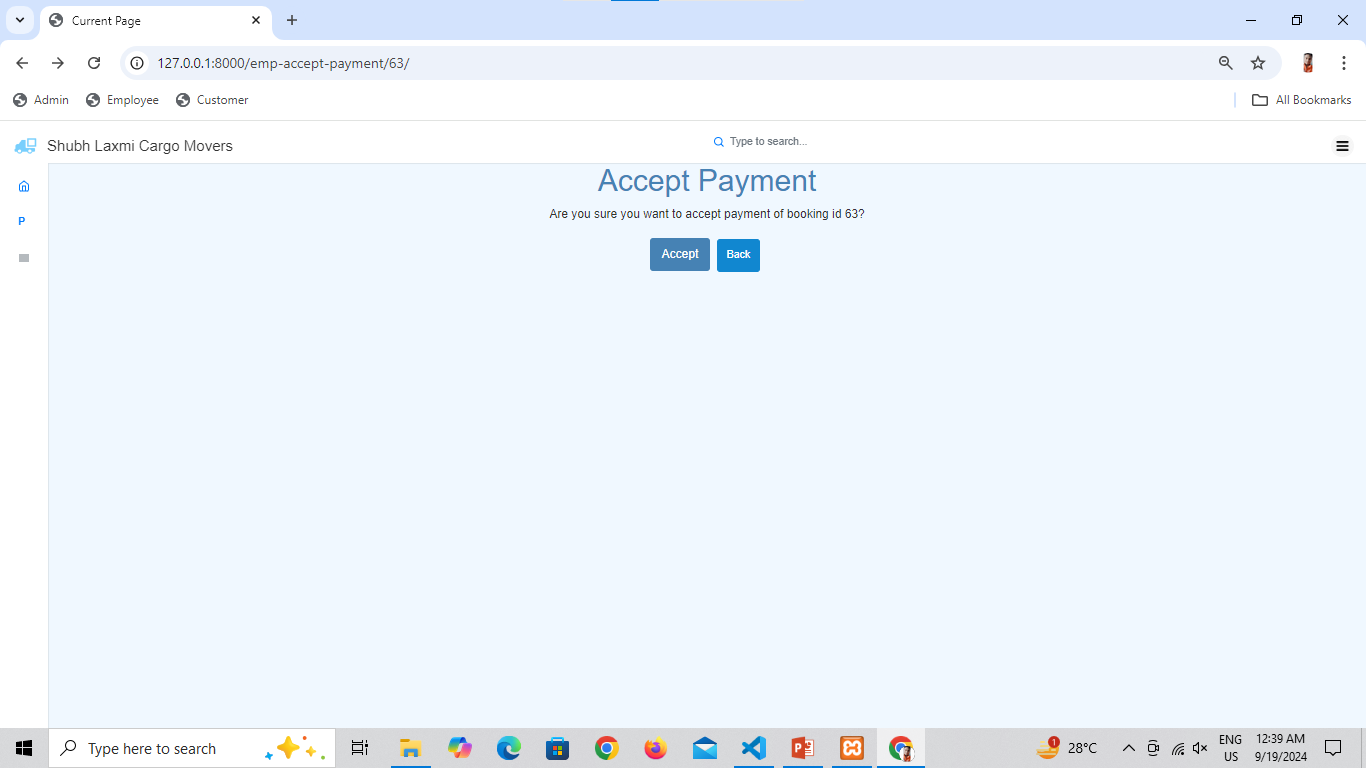 Current Page
127.0.0.1:8000/emp-accept-payment/63/
Admin Employee Customer All Bookmarks
Shubh Laxmi Cargo Movers Type to search...
Accept Payment
P
Are you sure you want to accept payment of booking id 63?
Accept Back
Type here to search
1 28°C
ENG
US
12:39 AM
9/19/2024